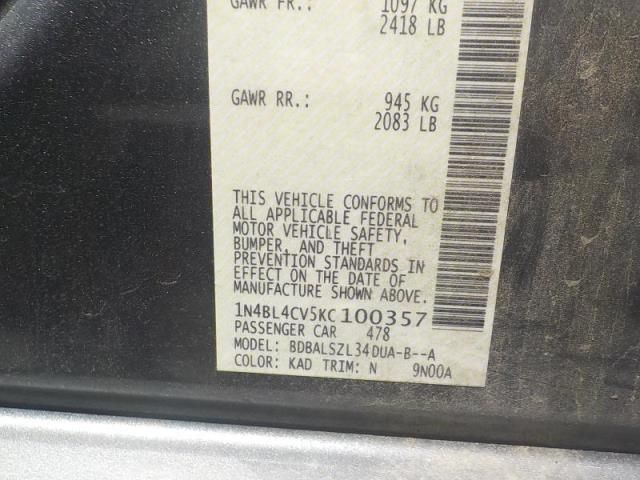 GAWR FR.: 1097 KG
2418 LB
GAWR RR.: 945 KG
2083 LB
THIS VEHICLE CONFORMS TO
ALL APPLICABLE FEDERAL
MOTOR VEHICLE SAFETY,
BUMPER, AND THEFT
PREVENTION STANDARDS IN
EFFECT ON THE DATE OF
MANUFACTURE SHOWN ABOVE.
1N4BL4CV5KC100357
PASSENGER CAR 478
MODEL: BDBALSZL34DUA-B--A
COLOR: KAD TRIM: N 9N00A